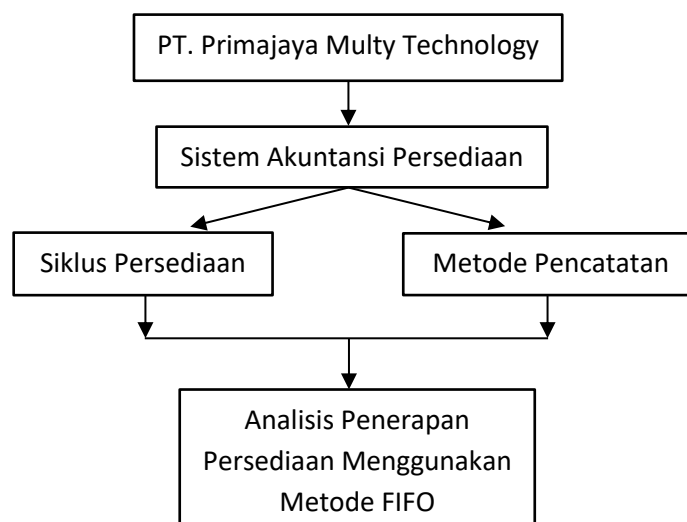 PT. Primajaya Multy Technology
Sistem Akuntansi Persediaan
Siklus Persediaan
Metode Pencatatan
Analisis Penerapan
Persediaan Menggunakan
Metode FIFO